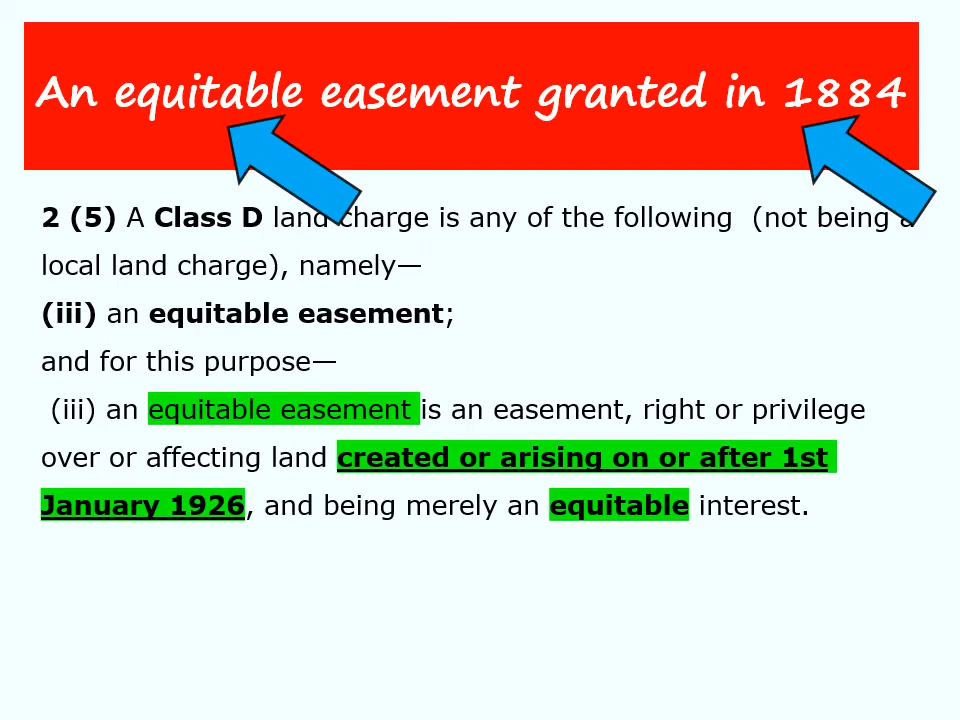 An equitable easement granted in 1884
2 (5) A Class D land charge is any of the following (not being a
local land charge), namely—
(iii) an equitable easement;
and for this purpose—
(iii) an equitable easement is an easement, right or privilege
over or affecting land created or arising on or after 1st
January 1926, and being merely an equitable interest.